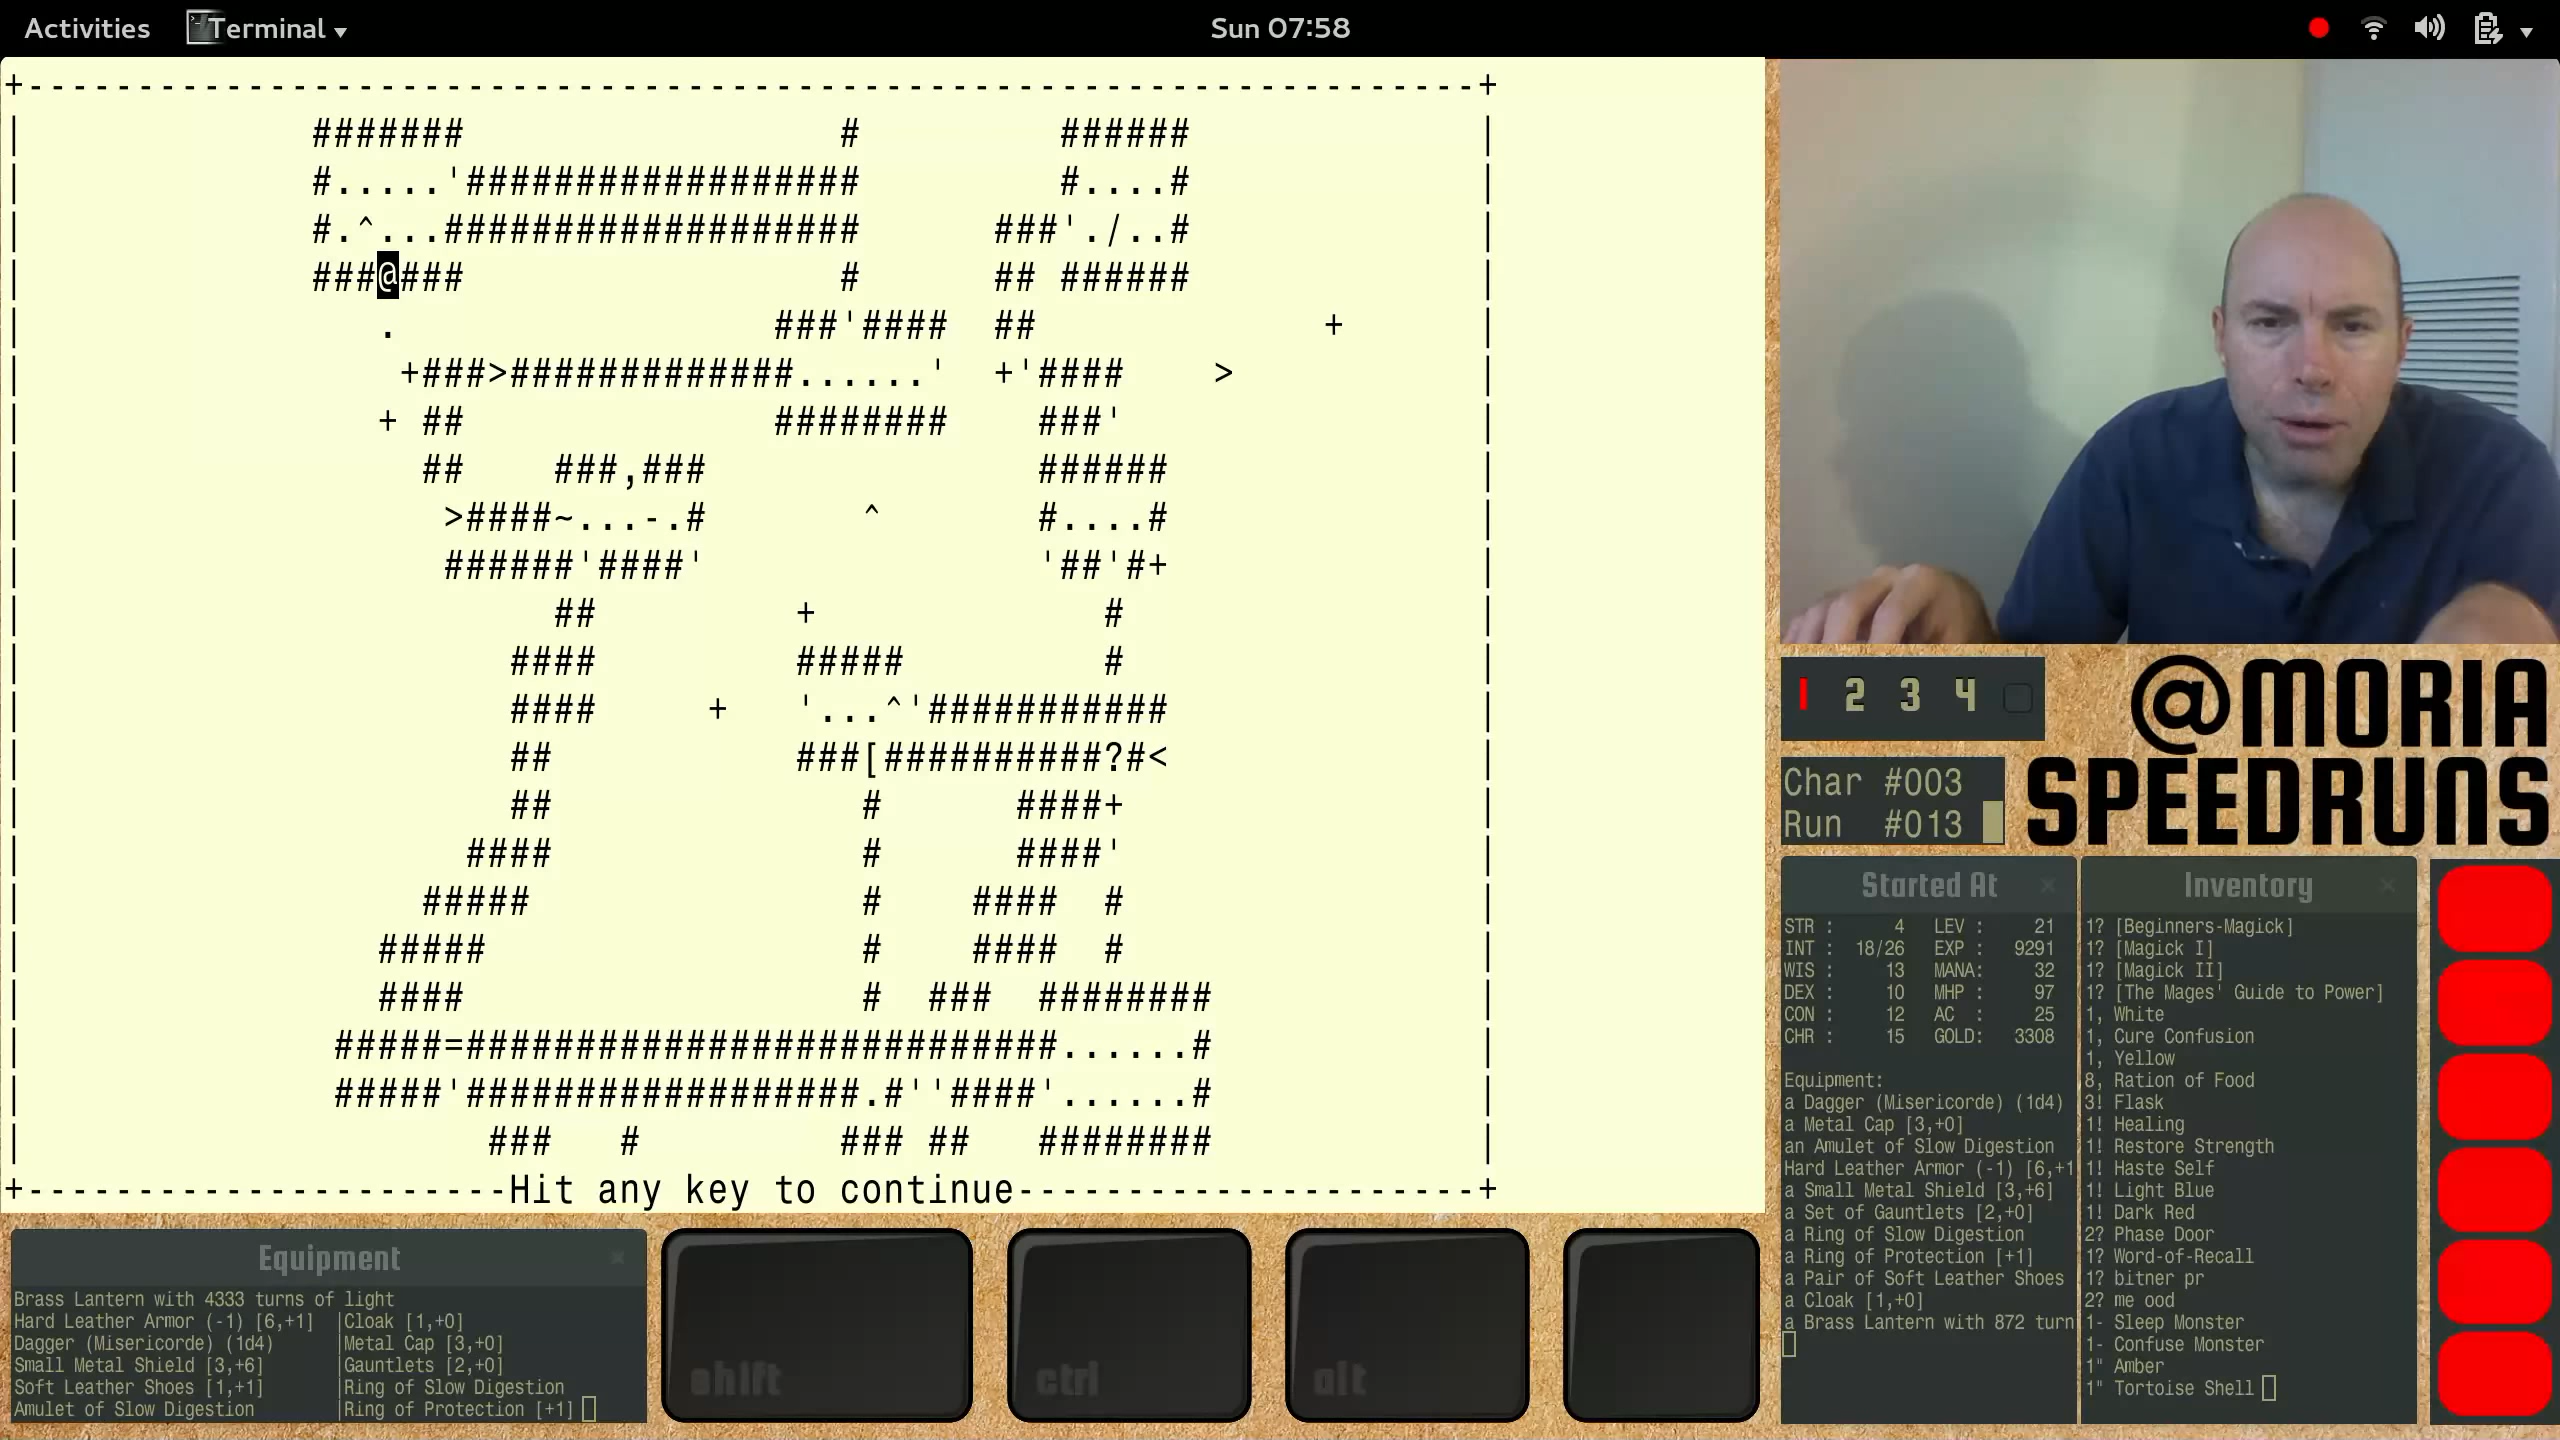 Activities Terminal ▾ Sun 07:58
+-------------------------------------------------------------------+
|             #######                 #         ######             |
|             #.....'##################         #....#             |
|             #.^...###################      ###'./..#             |
|             ###@###                 #      ## ######             |
|                .                 ###'####  ##             +      |
|                 +###>#############......'  +'####    >           |
|                + ##              ########    ###'                |
|                  ##    ###,###               ######              |
|                   >####~...-.#       ^       #....#              |
|                   ######'####'               '##'#+              |
|                        ##         +             #                |
|                      ####         #####         #                |
|                      ####     +   '...^'###########              |
|                      ##           ###[##########?#<              |
|                      ##              #      ####+                |
|                    ####              #      ####'                |
|                  #####               #    ####  #                |
|                #####                 #    ####  #                |
|                ####                  #  ###  ########            |
|              #####=###########################......#            |
|              #####'##################.#''####'......#            |
|                     ###   #         ### ##   ########            |
+----------------------Hit any key to continue---------------------+
1 2 3 4
@MORIA
SPEEDRUNS
Char #003
Run #013
Started At
STR : 4 LEV : 21
INT : 18/26 EXP : 9291
WIS : 13 MANA: 32
DEX : 10 MHP : 97
CON : 12 AC : 25
CHR : 15 GOLD: 3308
Equipment:
a Dagger (Misericorde) (1d4)
a Metal Cap [3,+0]
an Amulet of Slow Digestion
Hard Leather Armor (-1) [6,+1
a Small Metal Shield [3,+6]
a Set of Gauntlets [2,+0]
a Ring of Slow Digestion
a Ring of Protection [+1]
a Pair of Soft Leather Shoes
a Cloak [1,+0]
a Brass Lantern with 872 turn
Inventory
1? [Beginners-Magick]
1? [Magick I]
1? [Magick II]
1? [The Mages' Guide to Power]
1, White
1, Cure Confusion
1, Yellow
8, Ration of Food
3! Flask
1! Healing
1! Restore Strength
1! Haste Self
1! Light Blue
1! Dark Red
2? Phase Door
1? Word-of-Recall
1? bitner pr
2? me ood
1- Sleep Monster
1- Confuse Monster
1" Amber
1" Tortoise Shell
Equipment
Brass Lantern with 4333 turns of light
Hard Leather Armor (-1) [6,+1] |Cloak [1,+0]
Dagger (Misericorde) (1d4) |Metal Cap [3,+0]
Small Metal Shield [3,+6] |Gauntlets [2,+0]
Soft Leather Shoes [1,+1] |Ring of Slow Digestion
Amulet of Slow Digestion |Ring of Protection [+1]
shift
ctrl
alt